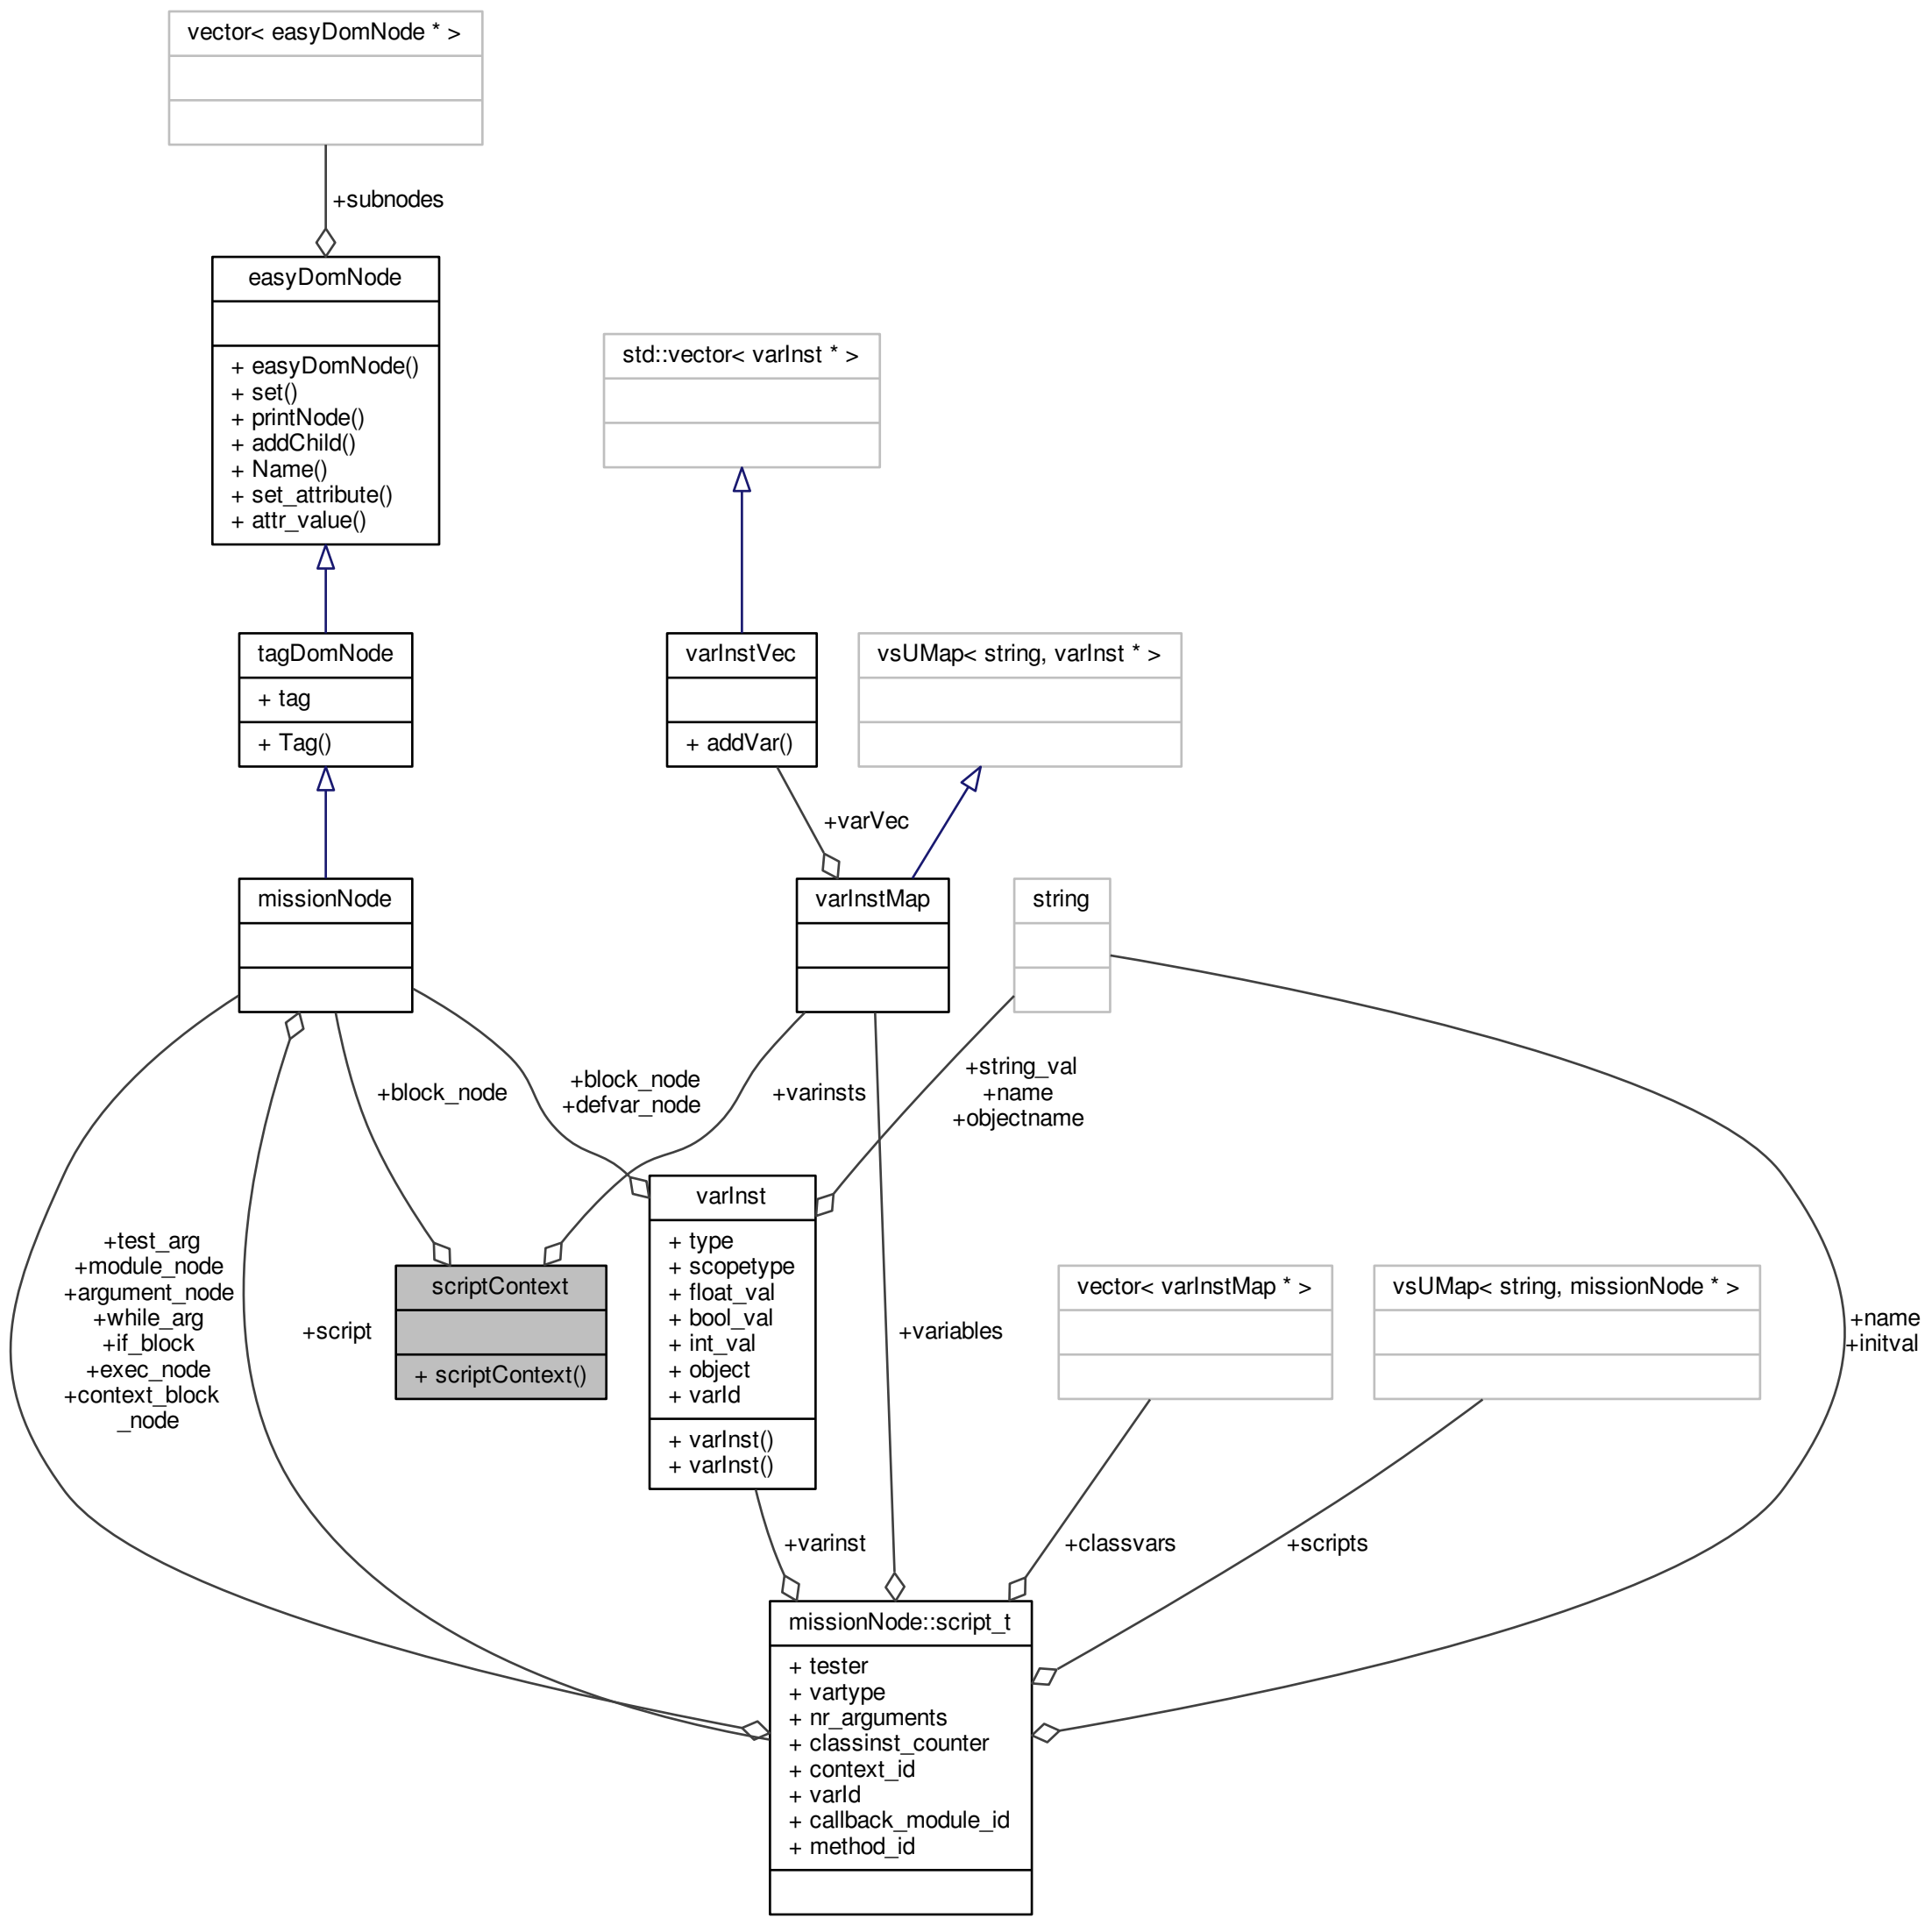 vector< easyDomNode * >
+subnodes
easyDomNode
+ easyDomNode()
+ set()
+ printNode()
+ addChild()
+ Name()
+ set_attribute()
+ attr_value()
std::vector< varInst * >
tagDomNode
+ tag
+ Tag()
varInstVec
+ addVar()
vsUMap< string, varInst * >
+varVec
missionNode
varInstMap
string
+block_node
+block_node
+defvar_node
+varinsts
+string_val
+name
+objectname
+test_arg
+module_node
+argument_node
+while_arg
+if_block
+exec_node
+context_block
_node
+script
scriptContext
+ scriptContext()
varInst
+ type
+ scopetype
+ float_val
+ bool_val
+ int_val
+ object
+ varId
+ varInst()
+ varInst()
+variables
vector< varInstMap * >
vsUMap< string, missionNode * >
+name
+initval
+varinst
+classvars
+scripts
missionNode::script_t
+ tester
+ vartype
+ nr_arguments
+ classinst_counter
+ context_id
+ varId
+ callback_module_id
+ method_id